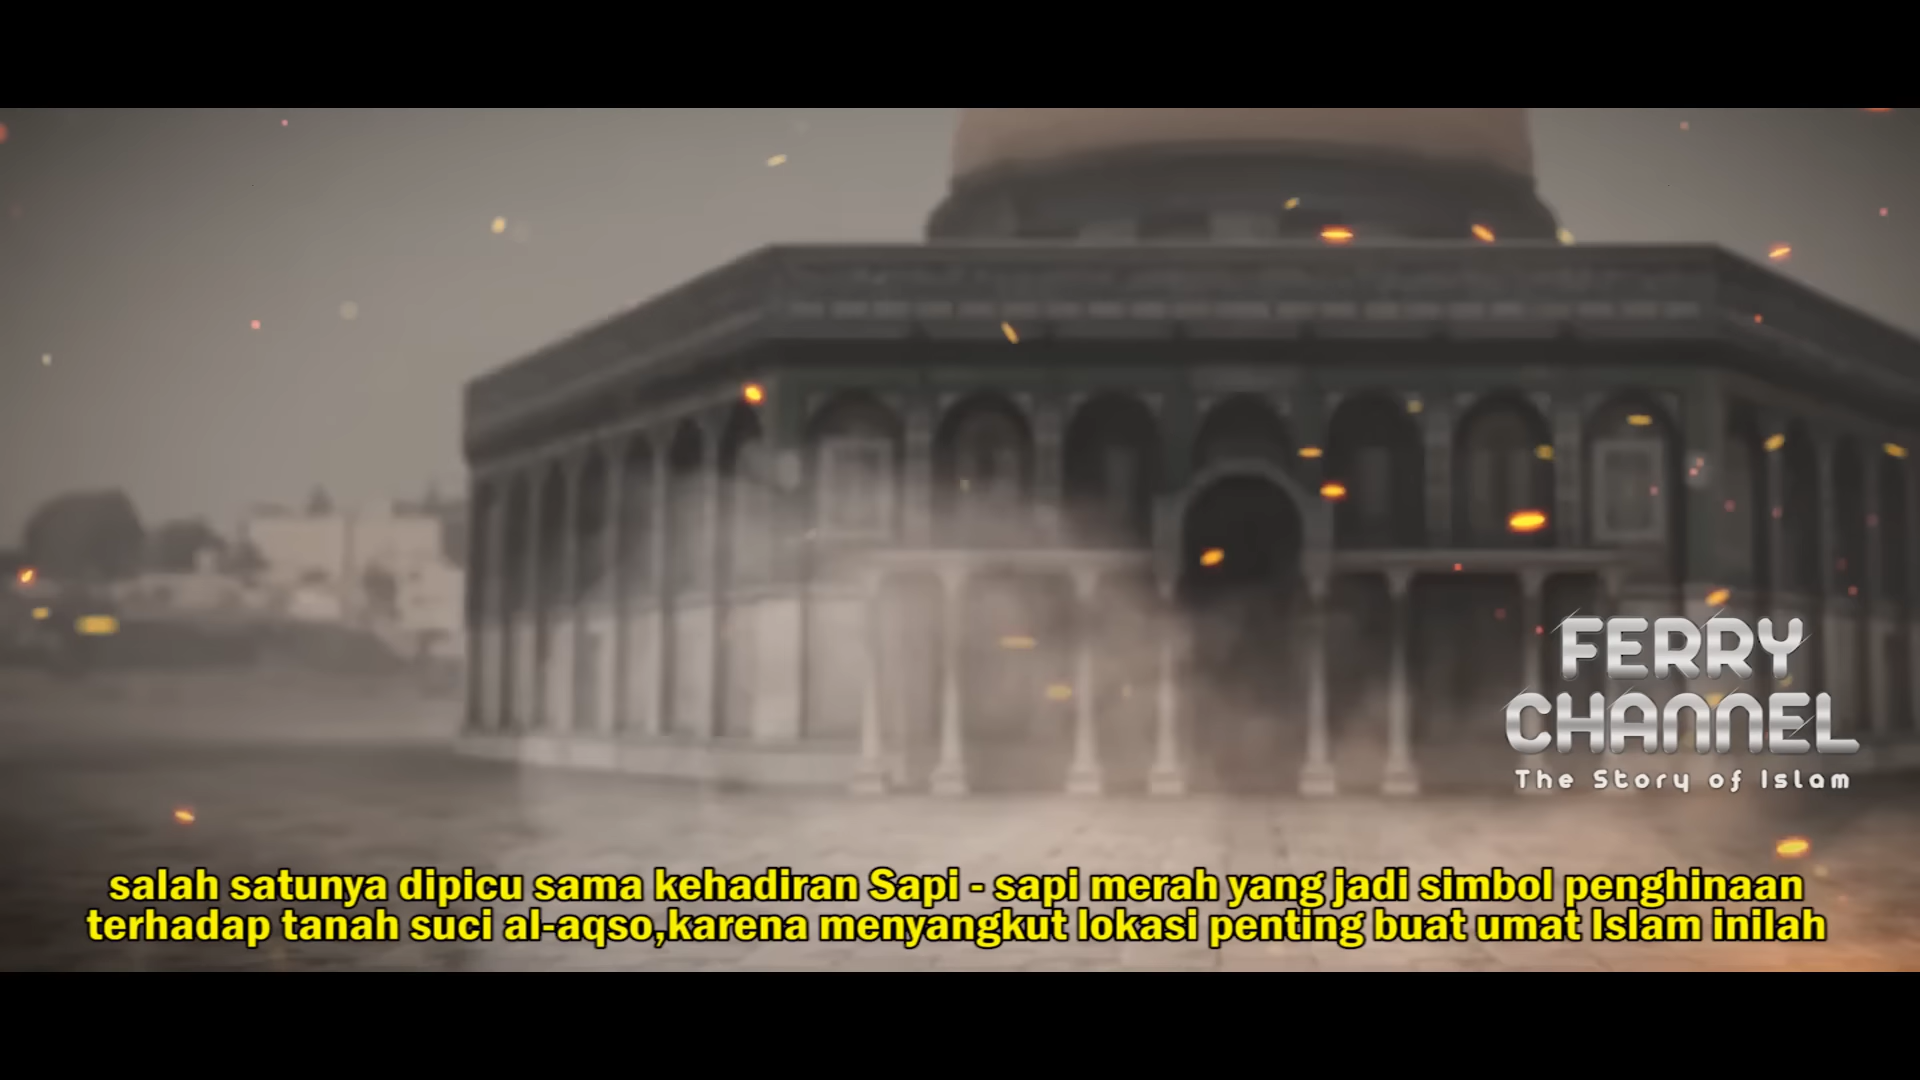 FERRY
CHANNEL
The Story of Islam
salah satunya dipicu sama kehadiran Sapi - sapi merah yang jadi simbol penghinaan
terhadap tanah suci al-aqso,karena menyangkut lokasi penting buat umat Islam inilah